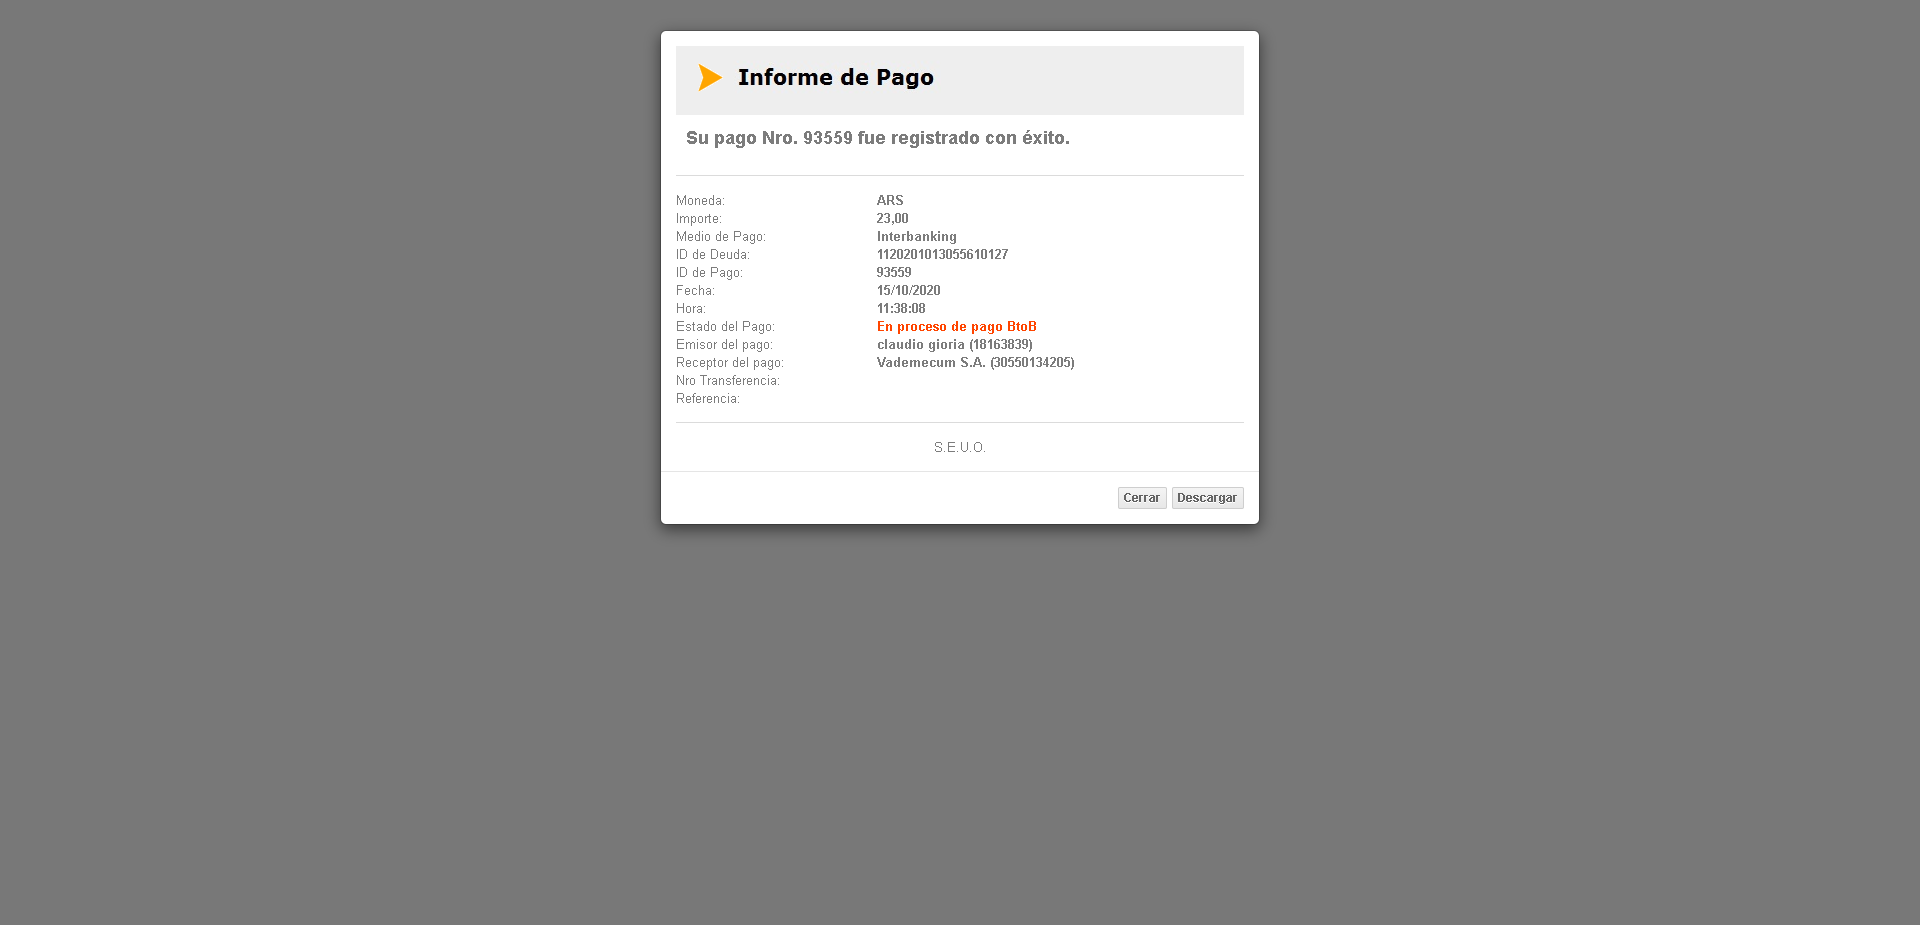 Informe de Pago
Su pago Nro. 93559 fue registrado con éxito.
Moneda: ARS
Importe: 23,00
Medio de Pago: Interbanking
ID de Deuda: 1120201013055610127
ID de Pago: 93559
Fecha: 15/10/2020
Hora: 11:38:08
Estado del Pago: En proceso de pago BtoB
Emisor del pago: claudio gioria (18163839)
Receptor del pago: Vademecum S.A. (30550134205)
Nro Transferencia:
Referencia:
S.E.U.O.
Cerrar Descargar